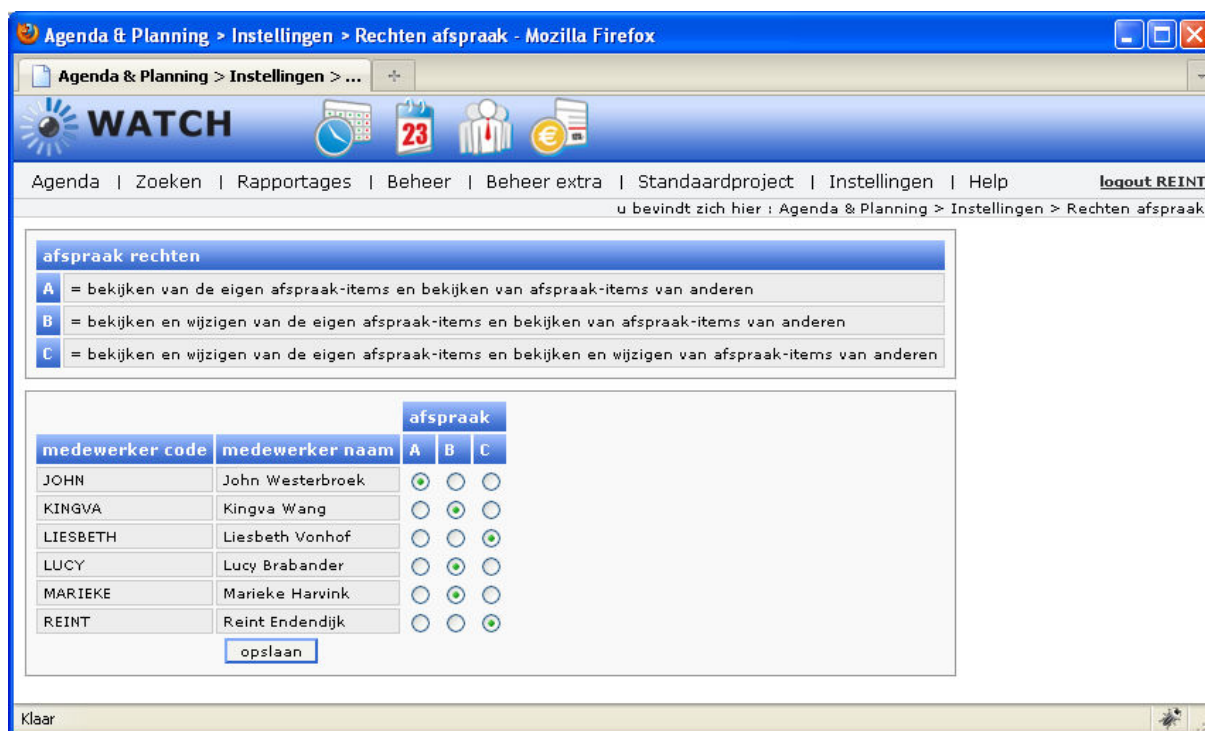 Agenda & Planning > Instellingen > Rechten afspraak - Mozilla Firefox
Agenda & Planning > Instellingen > ...
WATCH
23
Agenda | Zoeken | Rapportages | Beheer | Beheer extra | Standaardproject | Instellingen | Help logout REINT
u bevindt zich hier : Agenda & Planning > Instellingen > Rechten afspraak
afspraak rechten
A = bekijken van de eigen afspraak-items en bekijken van afspraak-items van anderen
B = bekijken en wijzigen van de eigen afspraak-items en bekijken van afspraak-items van anderen
C = bekijken en wijzigen van de eigen afspraak-items en bekijken en wijzigen van afspraak-items van anderen
afspraak
medewerker code medewerker naam A B C
JOHN John Westerbroek
KINGVA Kingva Wang
LIESBETH Liesbeth Vonhof
LUCY Lucy Brabander
MARIEKE Marieke Harvink
REINT Reint Endendijk
opslaan
Klaar